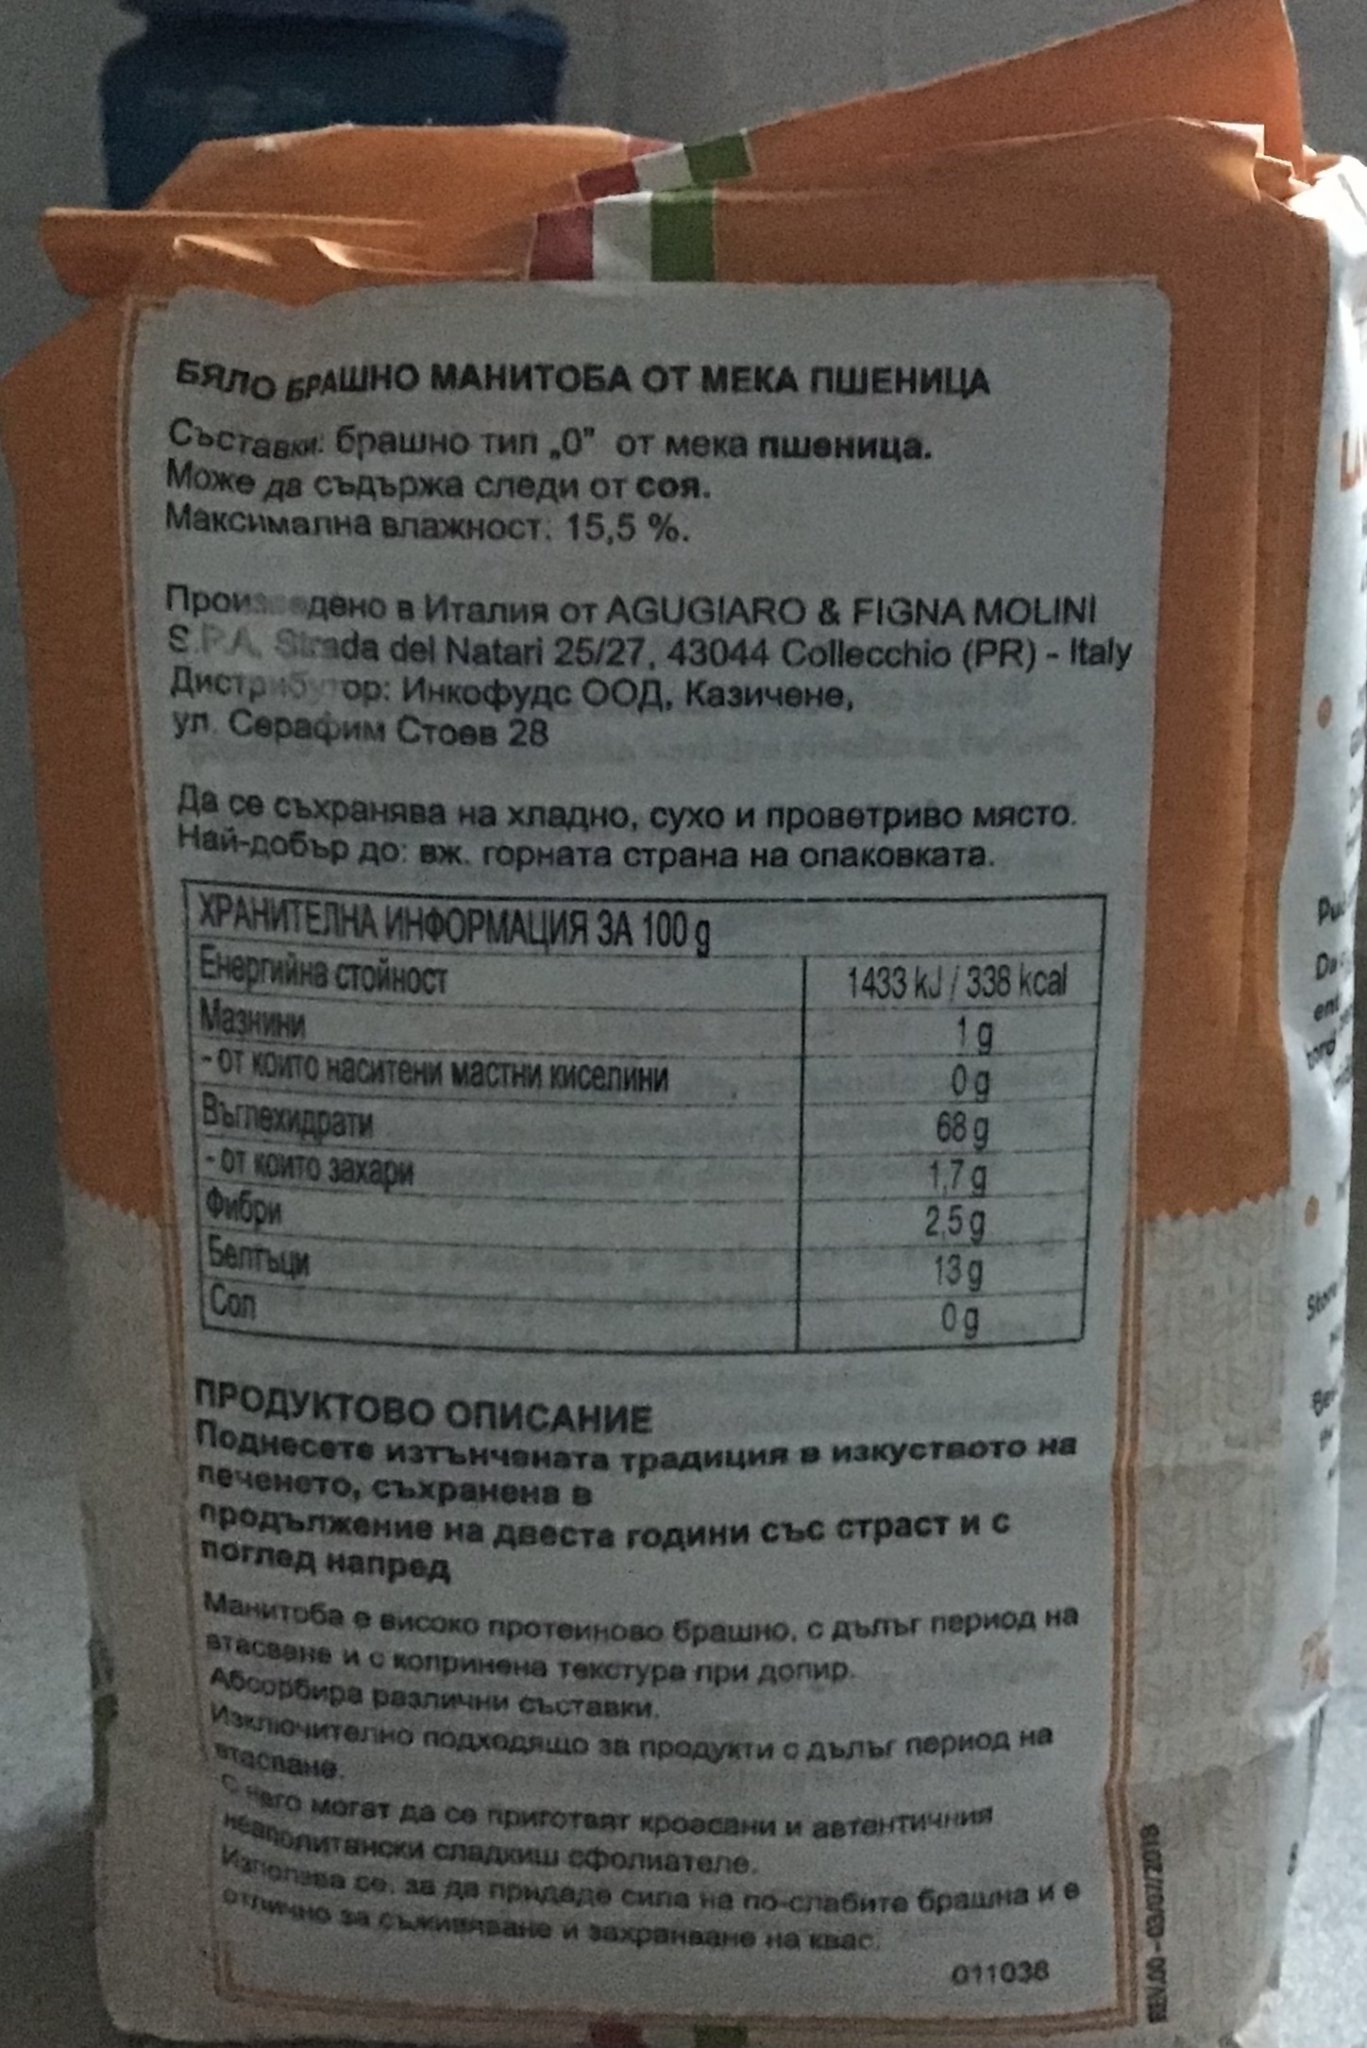 БЯЛО БРАШНО МАНИТОБА ОТ МЕКА ПШЕНИЦА
Съставки: брашно тип „0" от мека пшеница.
Може да съдържа следи от соя.
Максимална влажност: 15,5 %.
Произведено в Италия от AGUGIARO & FIGNA MOLINI
S.P.A. Strada del Natari 25/27, 43044 Collecchio (PR) - Italy
Дистрибутор: Инкофудс ООД, Казичене,
ул. Серафим Стоев 28
Да се съхранява на хладно, сухо и проветриво място.
Най-добър до: вж. горната страна на опаковката.
ХРАНИТЕЛНА ИНФОРМАЦИЯ ЗА 100 g
Енергийна стойност 1433 kJ / 338 kcal
Мазнини 1 g
- от които наситени мастни киселини 0 g
Въглехидрати 68 g
- от които захари 1,7 g
Фибри 2,5 g
Белтъци 13 g
Сол 0 g
ПРОДУКТОВО ОПИСАНИЕ
Поднесете изтънчената традиция в изкуството на
печенето, съхранена в
продължение на двеста години със страст и с
поглед напред
Манитоба е високо протеиново брашно, с дълъг период на
втасване и с копринена текстура при допир.
Абсорбира различни съставки.
Изключително подходящо за продукти с дълъг период на
втасване.
С него могат да се приготвят кроасани и автентичния
неаполитански сладкиш сфолиателе.
Използва се, за да придаде сила на по-слабите брашна и е
отлично за съживяване и захранване на квас.
011038
REV.00 - 03/07/2018